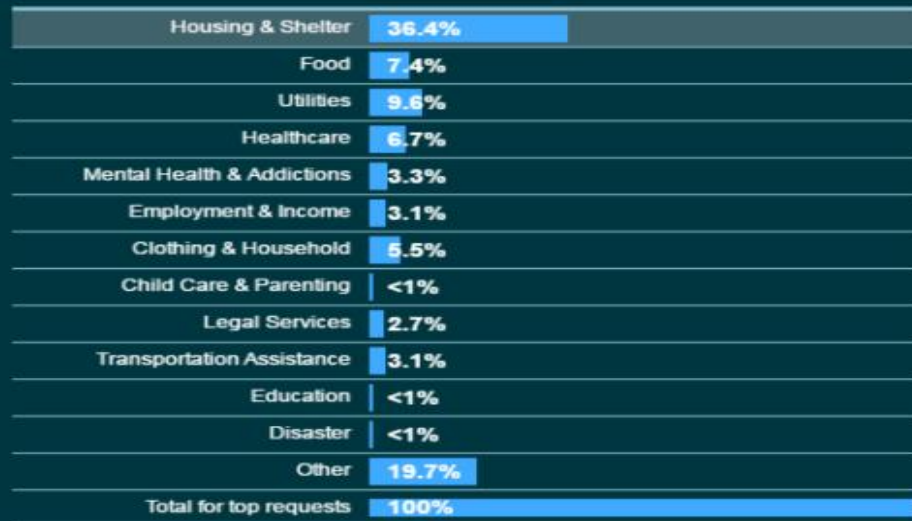 Housing & Shelter 36.4%
Food 7.4%
Utilities 9.6%
Healthcare 6.7%
Mental Health & Addictions 3.3%
Employment & Income 3.1%
Clothing & Household 5.5%
Child Care & Parenting <1%
Legal Services 2.7%
Transportation Assistance 3.1%
Education <1%
Disaster <1%
Other 19.7%
Total for top requests 100%